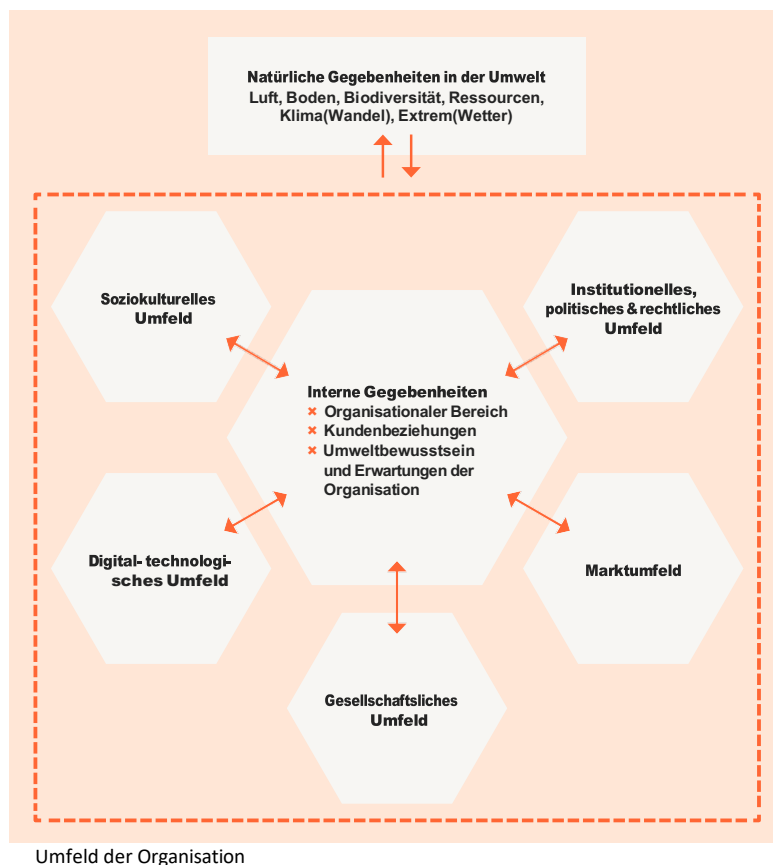 Natürliche Gegebenheiten in der Umwelt
Luft, Boden, Biodiversität, Ressourcen,
Klima(Wandel), Extrem(Wetter)
Soziokulturelles
Umfeld
Institutionelles,
politisches & rechtliches
Umfeld
Interne Gegebenheiten
× Organisationaler Bereich
× Kundenbeziehungen
× Umweltbewusstsein
und Erwartungen der
Organisation
Digital- technologi-
sches Umfeld
Marktumfeld
Gesellschaftsliches
Umfeld
Umfeld der Organisation